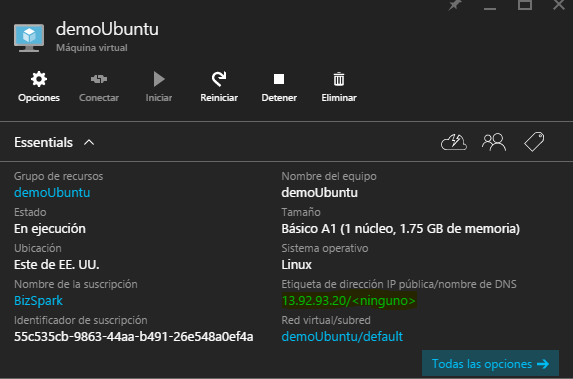 demoUbuntu
Máquina virtual
Opciones Conectar Iniciar Reiniciar Detener Eliminar
Essentials
Grupo de recursos
demoUbuntu
Estado
En ejecución
Ubicación
Este de EE. UU.
Nombre de la suscripción
BizSpark
Identificador de suscripción
55c535cb-9863-44aa-b491-26e548a0ef4a
Nombre del equipo
demoUbuntu
Tamaño
Básico A1 (1 núcleo, 1.75 GB de memoria)
Sistema operativo
Linux
Etiqueta de dirección IP pública/nombre de DNS
13.92.93.20/<ninguno>
Red virtual/subred
demoUbuntu/default
Todas las opciones